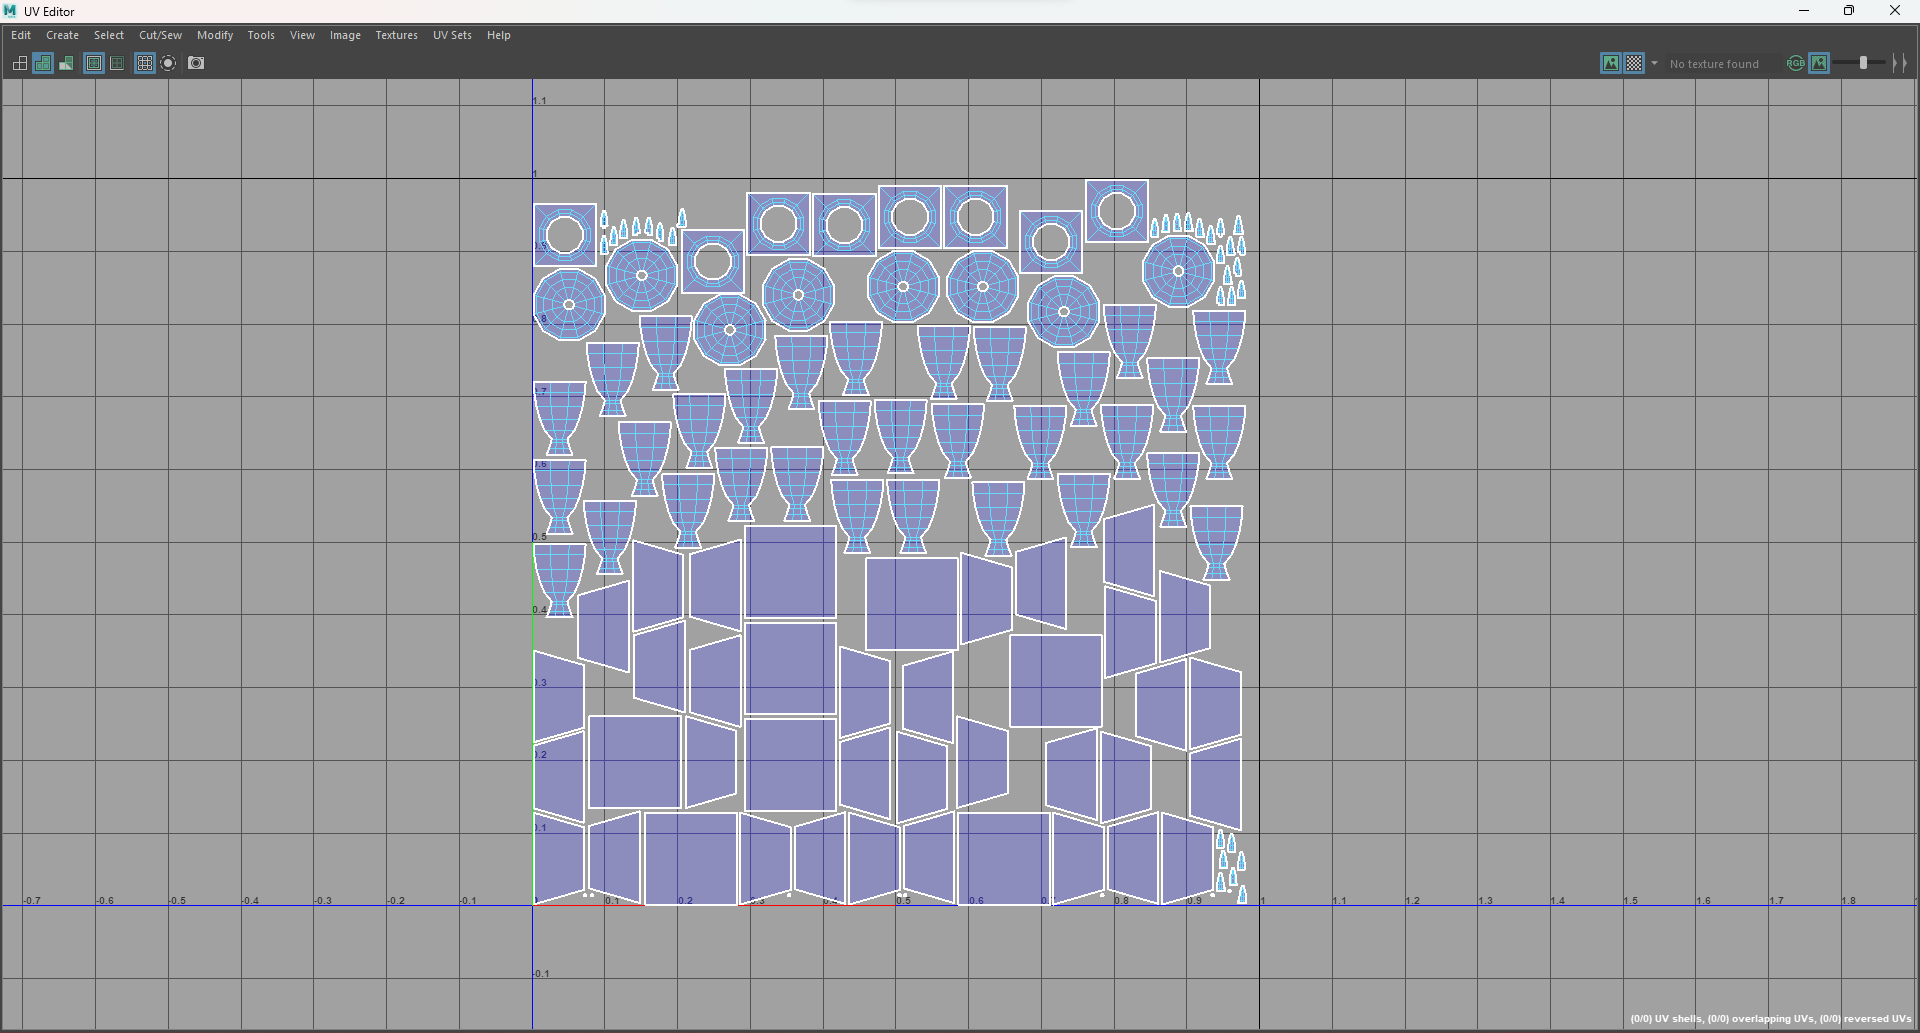 UV Editor
Edit Create Select Cut/Sew Modify Tools View Image Textures UV Sets Help
No texture found
RGB
1.1
1
0.5
0.4
-0.7 -0.6 -0.5 -0.4 -0.3 -0.2 -0.1 0.1 0.2 0.3 0.4 0.5 0.6 0.7 0.8 0.9 1 1.1 1.2 1.3 1.4 1.5 1.6 1.7 1.8
-0.1
(0/0) UV shells, (0/0) overlapping UVs, (0/0) reversed UVs